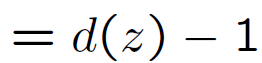 = d(z) − 1